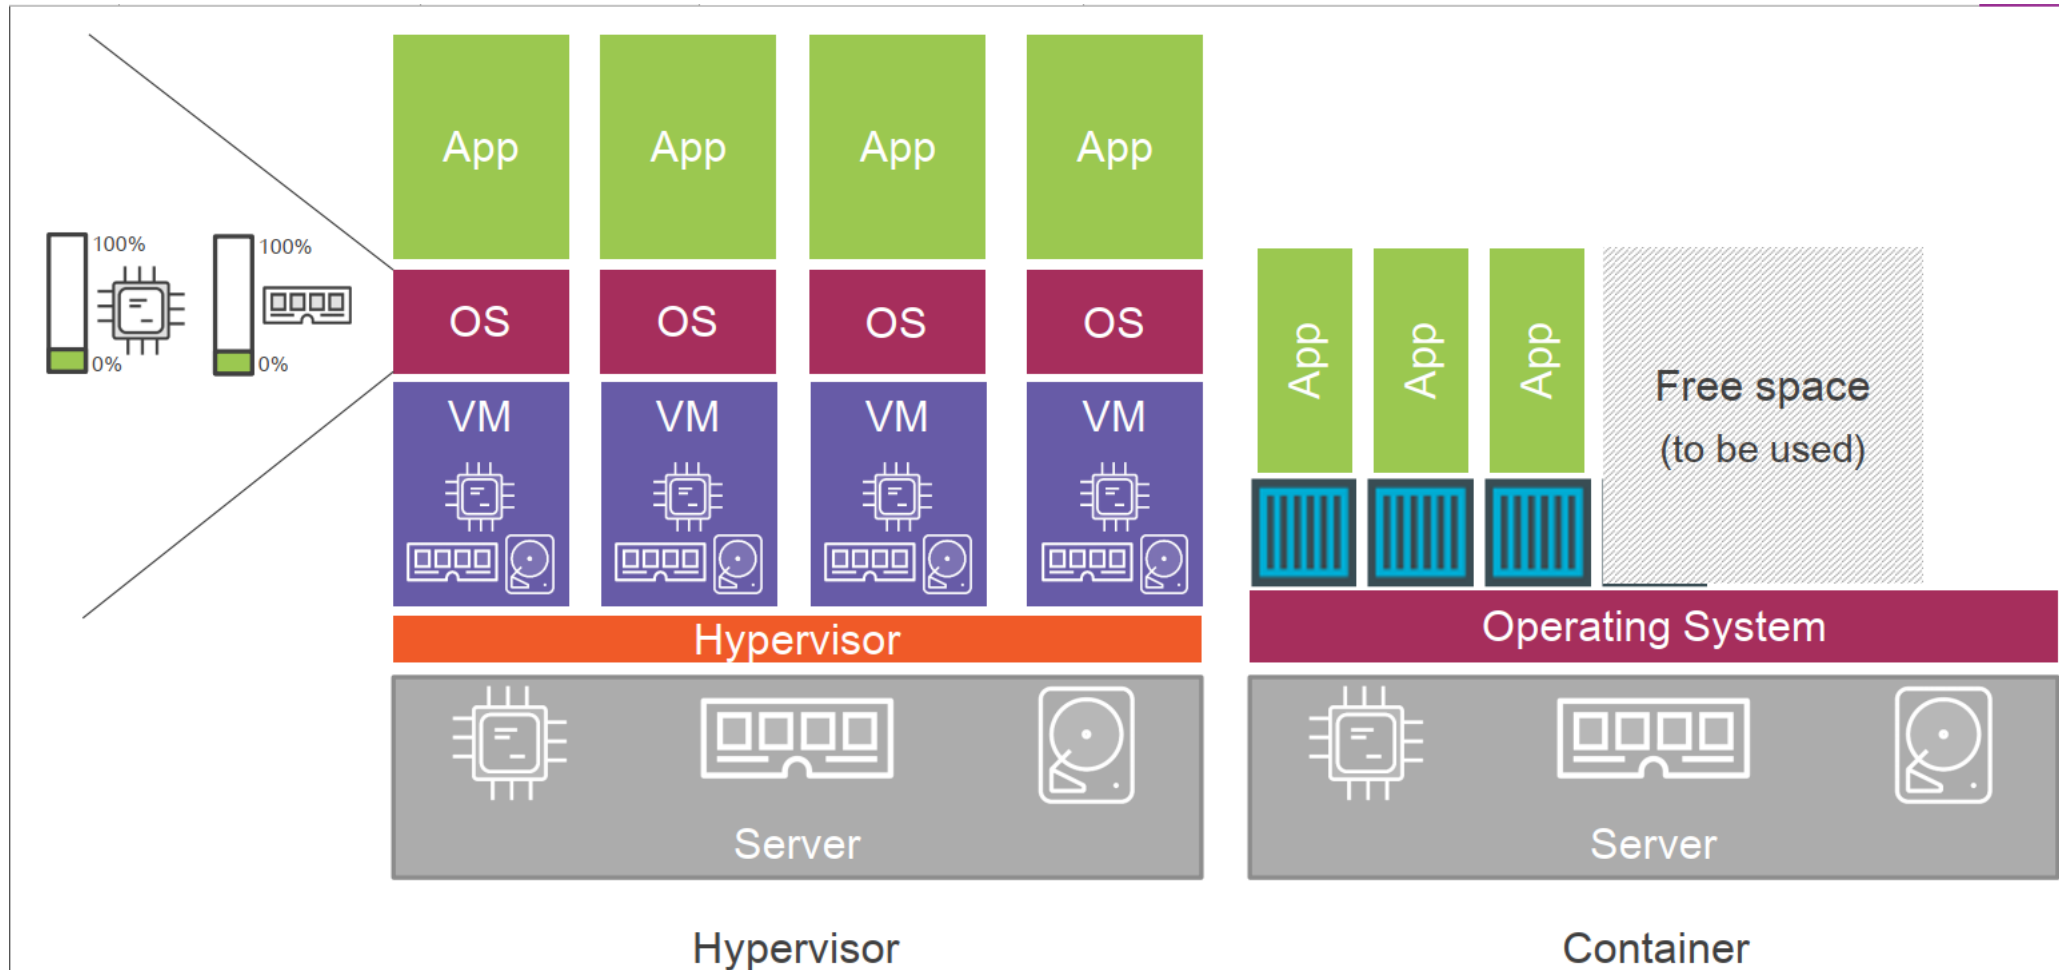 App App App App
100% 100%
OS OS OS OS
0% 0%
App App App
Free space
(to be used)
VM VM VM VM
Hypervisor
Operating System
Server
Server
Hypervisor
Container